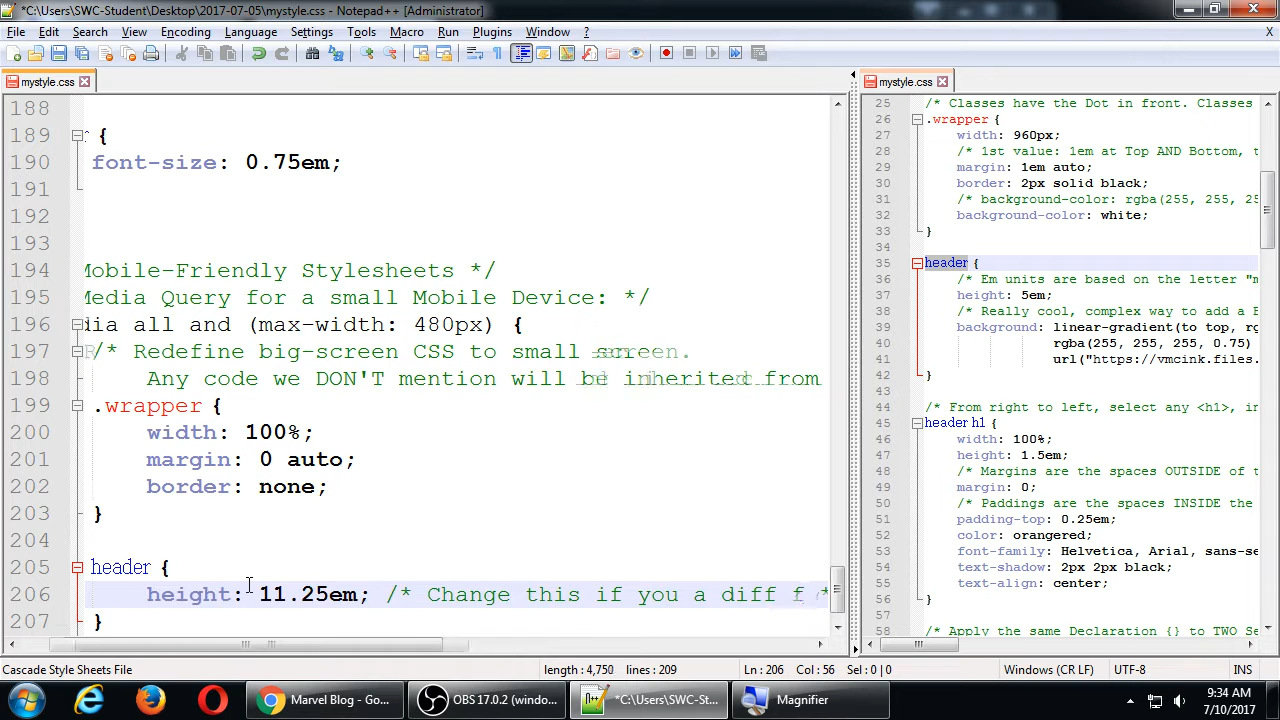 *C:\Users\SWC-Student\Desktop\2017-07-05\mystyle.css - Notepad++ [Administrator]
File Edit Search View Encoding Language Settings Tools Macro Run Plugins Window ? X
mystyle.css
188
189 {
190 font-size: 0.75em;
191
192
193
194 Mobile-Friendly Stylesheets */
195 Media Query for a small Mobile Device: */
196 dia all and (max-width: 480px) {
197 /* Redefine big-screen CSS to small screen.
198 Any code we DON'T mention will be inherited from
199 .wrapper {
200 width: 100%;
201 margin: 0 auto;
202 border: none;
203 }
204
205 header {
206 height: 11.25em; /* Change this if you a diff f *
207 }
mystyle.css
25 /* Classes have the Dot in front. Classes
26 .wrapper {
27 width: 960px;
28 /* 1st value: 1em at Top AND Bottom, t
29 margin: 1em auto;
30 border: 2px solid black;
31 /* background-color: rgba(255, 255, 25
32 background-color: white;
33 }
34
35 header {
36 /* Em units are based on the letter "m
37 height: 5em;
38 /* Really cool, complex way to add a
39 background: linear-gradient(to top, rg
40 rgba(255, 255, 255, 0.75)
41 url("https://vmcink.files.
42 }
43
44 /* From right to left, select any <h1>, in
45 header h1 {
46 width: 100%;
47 height: 1.5em;
48 /* Margins are the spaces OUTSIDE of t
49 margin: 0;
50 /* Paddings are the spaces INSIDE the
51 padding-top: 0.25em;
52 color: orangered;
53 font-family: Helvetica, Arial, sans-se
54 text-shadow: 2px 2px black;
55 text-align: center;
56 }
57
58 /* Apply the same Declaration {} to TWO Se
Cascade Style Sheets File length : 4,750 lines : 209 Ln : 206 Col : 56 Sel : 0 | 0 Windows (CR LF) UTF-8 INS
Marvel Blog - Go... OBS 17.0.2 (windo... *C:\Users\SWC-St... Magnifier
9:34 AM
7/10/2017